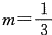 m = 1/3